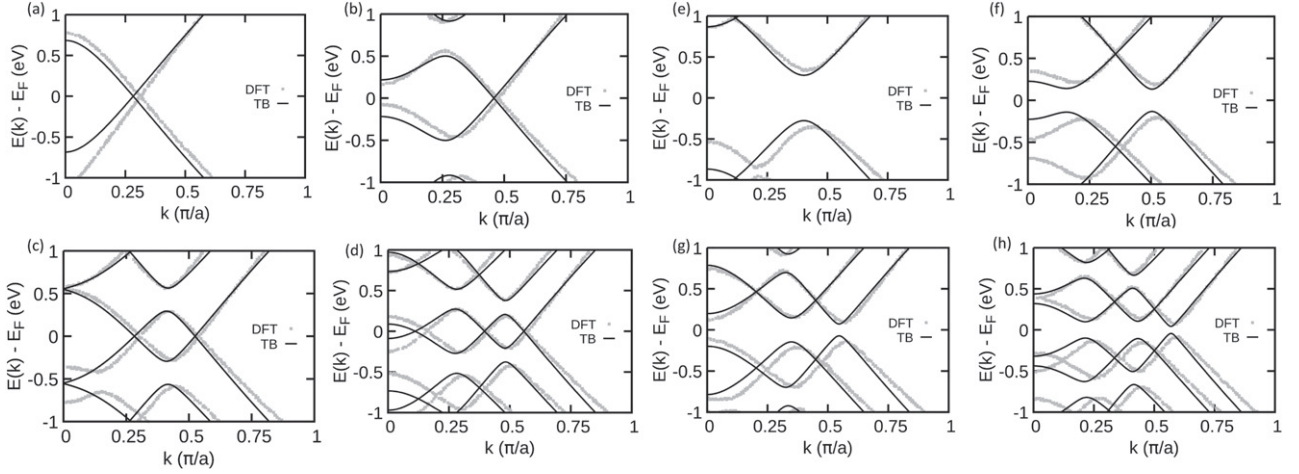 (a)
E(k) - E_F (eV)
1
0.5
0
-0.5
-1
DFT
TB
0 0.25 0.5 0.75 1
k (π/a)
(b)
E(k) - E_F (eV)
1
0.5
0
-0.5
-1
DFT
TB
0 0.25 0.5 0.75 1
k (π/a)
(e)
E(k) - E_F (eV)
1
0.5
0
-0.5
-1
DFT
TB
0 0.25 0.5 0.75 1
k (π/a)
(f)
E(k) - E_F (eV)
1
0.5
0
-0.5
-1
DFT
TB
0 0.25 0.5 0.75 1
k (π/a)
(c)
E(k) - E_F (eV)
1
0.5
0
-0.5
-1
DFT
TB
0 0.25 0.5 0.75 1
k (π/a)
(d)
E(k) - E_F (eV)
1
0.5
0
-0.5
-1
DFT
TB
0 0.25 0.5 0.75 1
k (π/a)
(g)
E(k) - E_F (eV)
1
0.5
0
-0.5
-1
DFT
TB
0 0.25 0.5 0.75 1
k (π/a)
(h)
E(k) - E_F (eV)
1
0.5
0
-0.5
-1
DFT
TB
0 0.25 0.5 0.75 1
k (π/a)